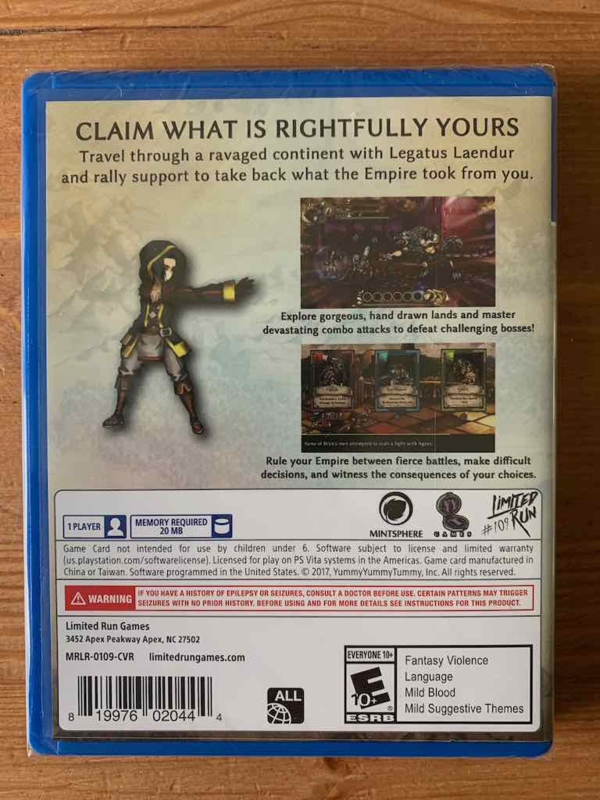 CLAIM WHAT IS RIGHTFULLY YOURS
Travel through a ravaged continent with Legatus Laendur
and rally support to take back what the Empire took from you.
Explore gorgeous, hand drawn lands and master
devastating combo attacks to defeat challenging bosses!
Rule your Empire between fierce battles, make difficult
decisions, and witness the consequences of your choices.
1 PLAYER
MEMORY REQUIRED
20 MB
MINTSPHERE
GAMES
LIMITED
RUN
#109
Game Card not intended for use by children under 6. Software subject to license and limited warranty
(us.playstation.com/softwarelicense). Licensed for play on PS Vita systems in the Americas. Game card manufactured in
China or Taiwan. Software programmed in the United States. © 2017, YummyYummyTummy, Inc. All rights reserved.
WARNING
IF YOU HAVE A HISTORY OF EPILEPSY OR SEIZURES, CONSULT A DOCTOR BEFORE USE. CERTAIN PATTERNS MAY TRIGGER
SEIZURES WITH NO PRIOR HISTORY. BEFORE USING AND FOR MORE DETAILS SEE INSTRUCTIONS FOR THIS PRODUCT.
Limited Run Games
3452 Apex Peakway Apex, NC 27502
MRLR-0109-CVR limitedrungames.com
8 19976 02044 4
ALL
EVERYONE 10+
E
10+
ESRB
Fantasy Violence
Language
Mild Blood
Mild Suggestive Themes